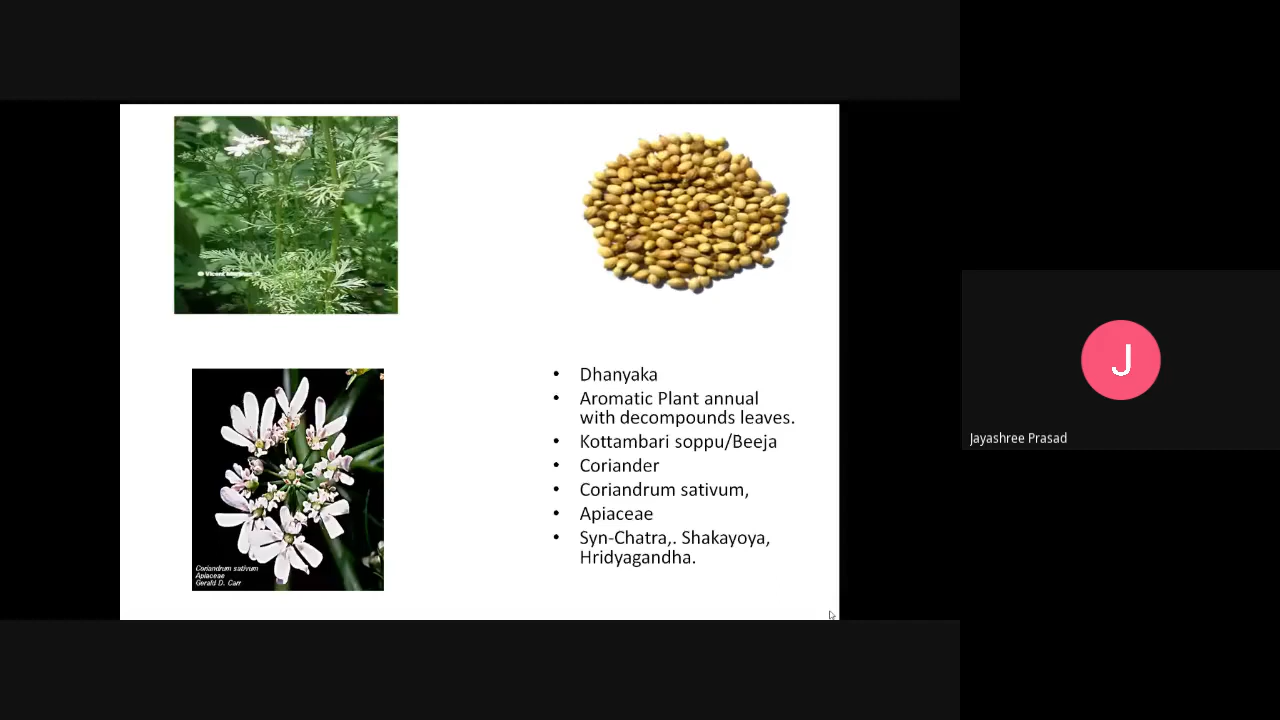 Dhanyaka
Aromatic Plant annual
with decompounds leaves.
Kottambari soppu/Beeja
Coriander
Coriandrum sativum,
Apiaceae
Syn-Chatra,. Shakayoya,
Hridyagandha.
Coriandrum sativum
Apiaceae
Gerald D. Carr
J
Jayashree Prasad